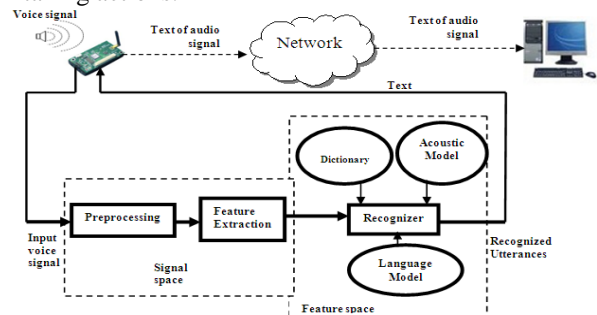 Voice signal
Text of audio
signal
Network
Text of audio
signal
Text
Dictionary
Acoustic
Model
Preprocessing
Feature
Extraction
Recognizer
Input
voice
signal
Signal
space
Language
Model
Recognized
Utterances
Feature space